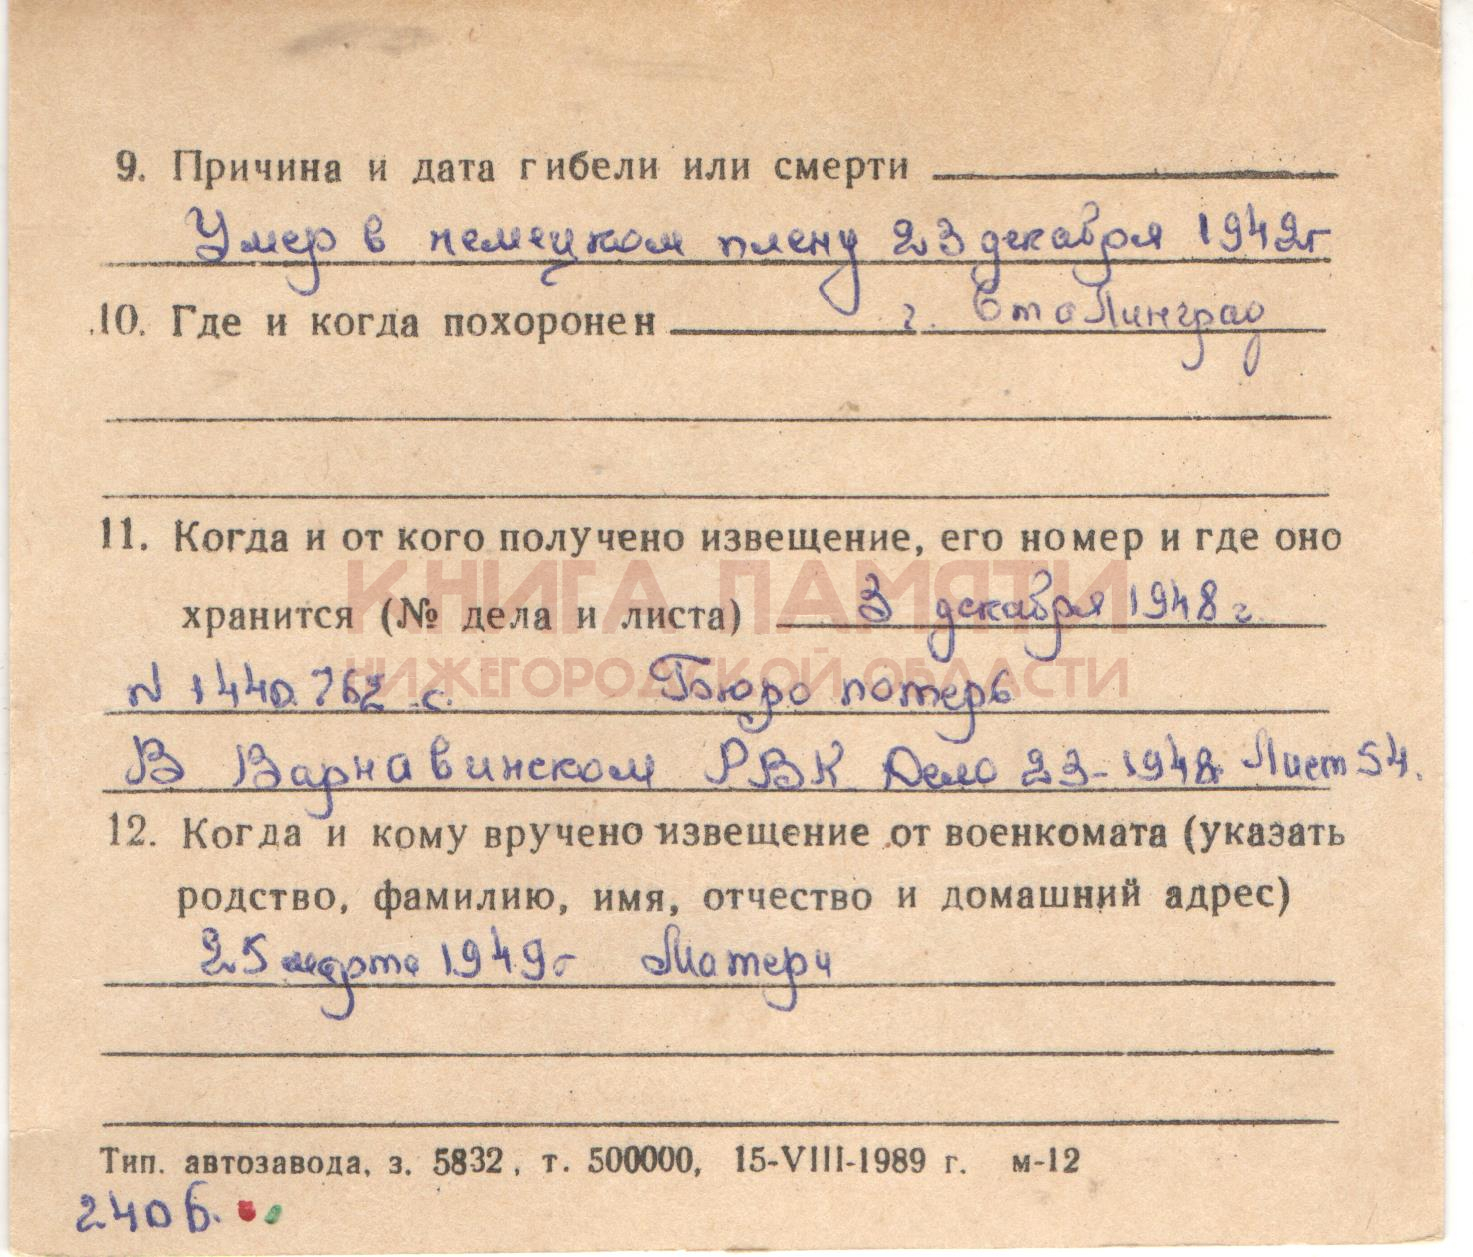 9. Причина и дата гибели или смерти
Умер в немецком плену 23 декабря 1942г
10. Где и когда похоронен г. Сталинград
11. Когда и от кого получено извещение, его номер и где оно
хранится (№ дела и листа) 3 декабря 1948 г.
КНИГА ПАМЯТИ
НИЖЕГОРОДСКОЙ ОБЛАСТИ
N 1440.762 с. Бюро потерь
В Варнавинском РВК Дело 23-1948 Лист 54.
12. Когда и кому вручено извещение от военкомата (указать
родство, фамилию, имя, отчество и домашний адрес)
25 марта 1949г Матери
Тип. автозавода, з. 5832, т. 500000, 15-VIII-1989 г. м-12
2406.